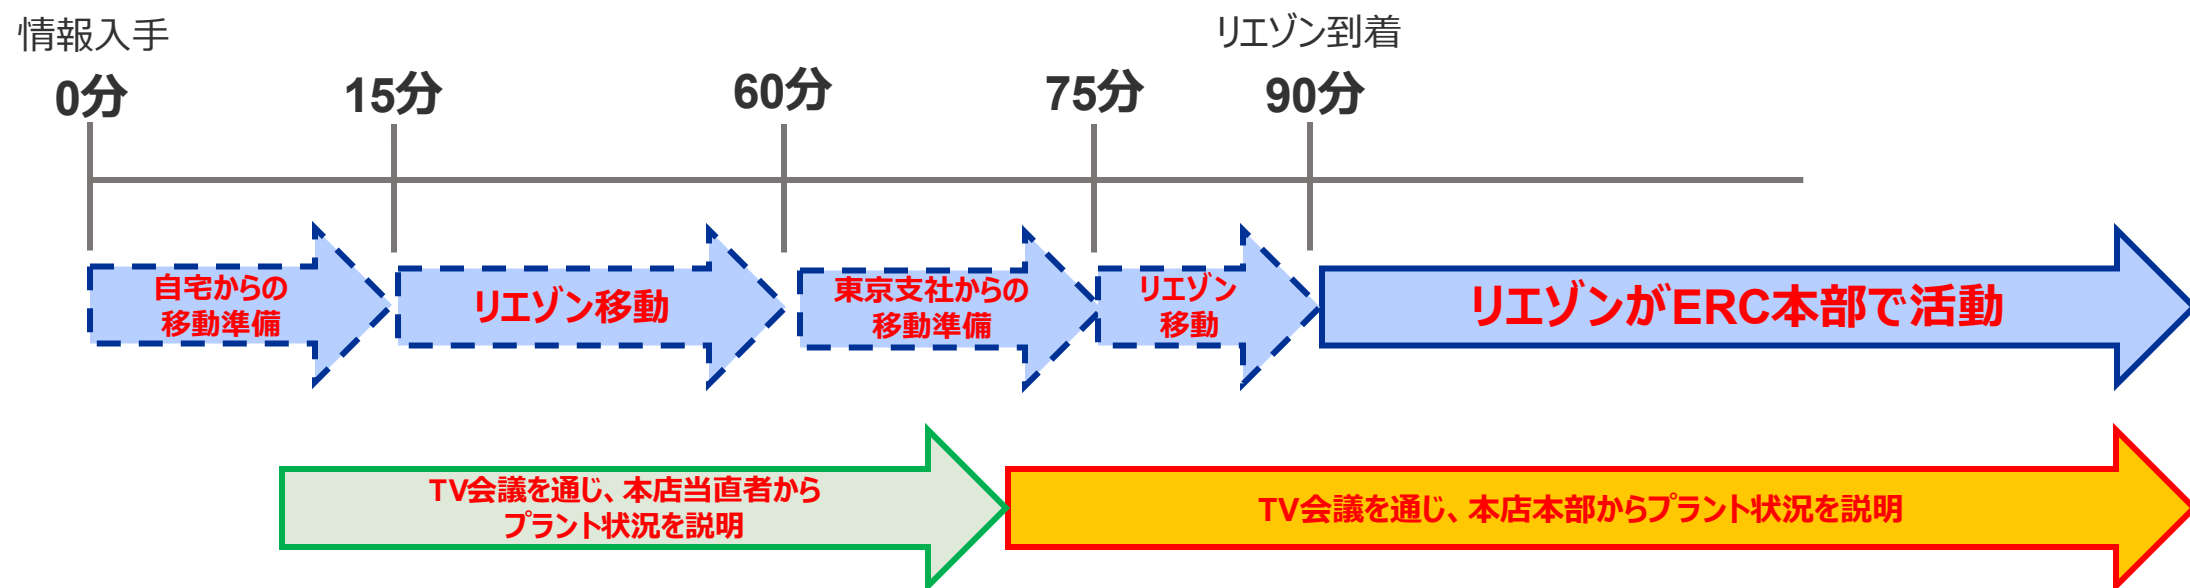 情報入手
リエゾン到着
0分
15分
60分
75分
90分
自宅からの
移動準備
リエゾン移動
東京支社からの
移動準備
リエゾン
移動
リエゾンがERC本部で活動
TV会議を通じ、本店当直者から
プラント状況を説明
TV会議を通じ、本店本部からプラント状況を説明